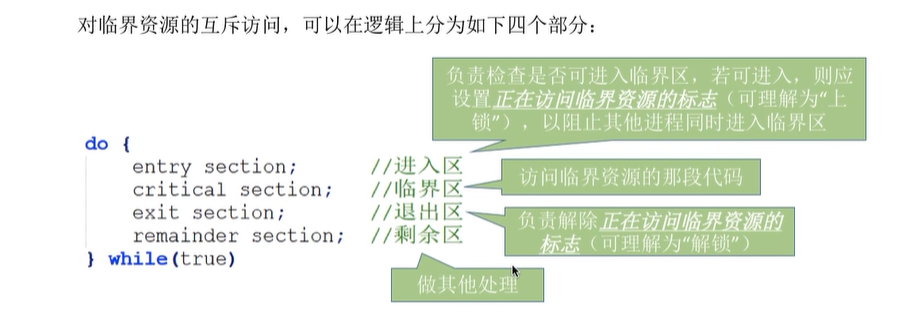 对临界资源的互斥访问，可以在逻辑上分为如下四个部分：
负责检查是否可进入临界区，若可进入，则应
设置正在访问临界资源的标志（可理解为“上
锁”），以阻止其他进程同时进入临界区
do {
entry section; //进入区
critical section; //临界区
exit section; //退出区
remainder section; //剩余区
} while(true)
访问临界资源的那段代码
负责解除正在访问临界资源的
标志（可理解为“解锁”）
做其他处理